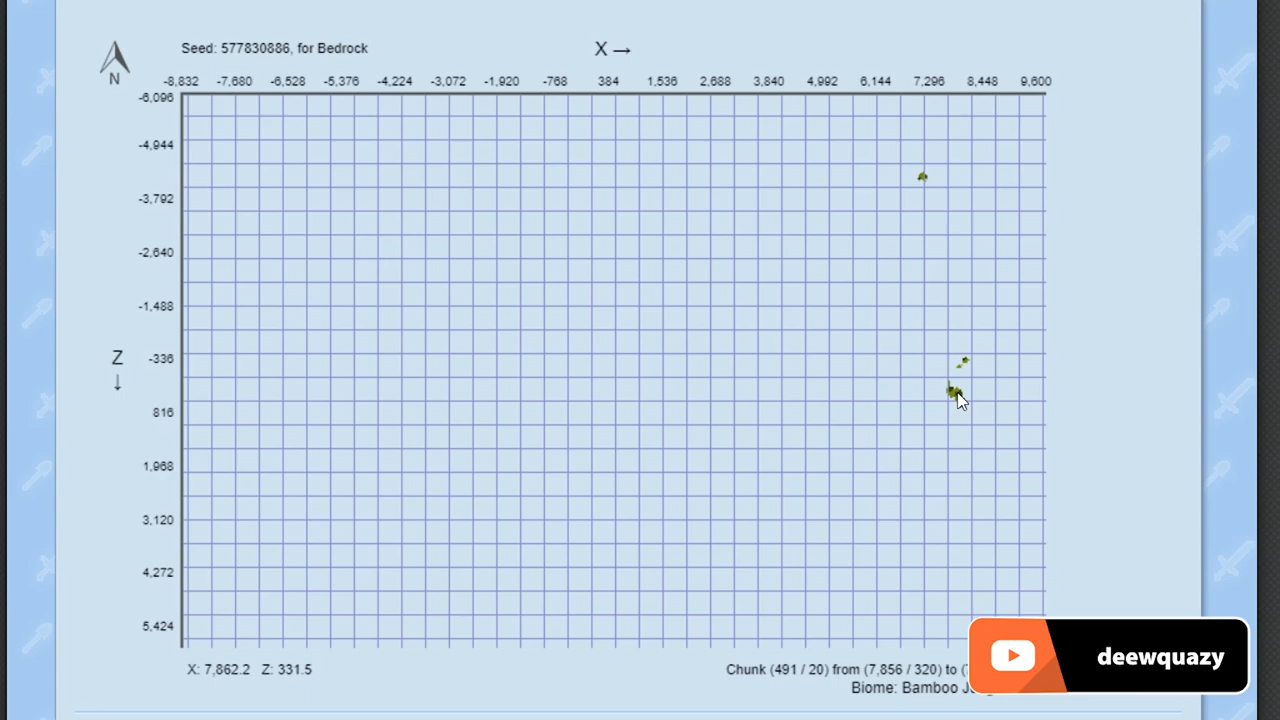 Seed: 577830886, for Bedrock
X →
N
-8,832 -7,680 -6,528 -5,376 -4,224 -3,072 -1,920 -768 384 1,536 2,688 3,840 4,992 6,144 7,296 8,448 9,600
-6,096
-4,944
-3,792
-2,640
-1,488
Z
↓
-336
816
1,968
3,120
4,272
5,424
X: 7,862.2 Z: 331.5
Chunk (491 / 20) from (7,856 / 320) to
Biome: Bamboo
deewquazy